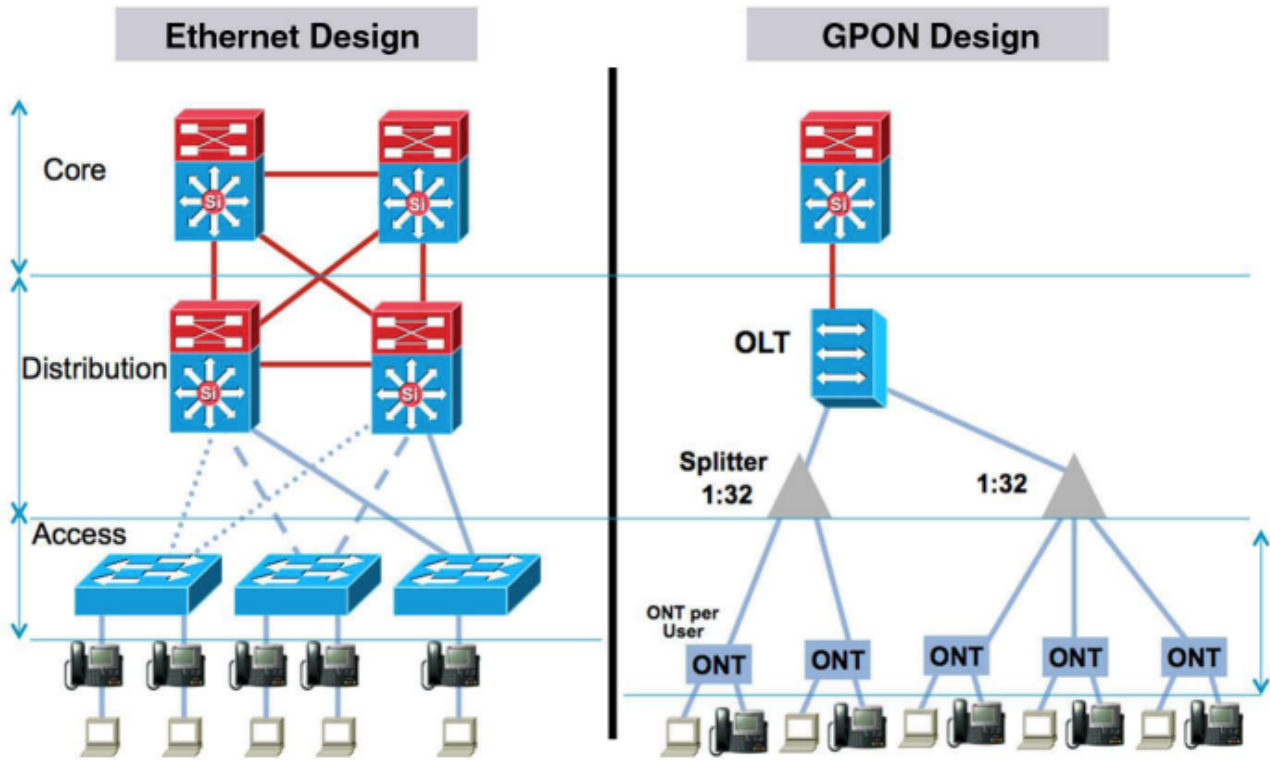 Ethernet Design
GPON Design
Core
Si
Si
Si
Distribution
Si
Si
OLT
Splitter
1:32
1:32
Access
ONT per
User
ONT
ONT
ONT
ONT
ONT